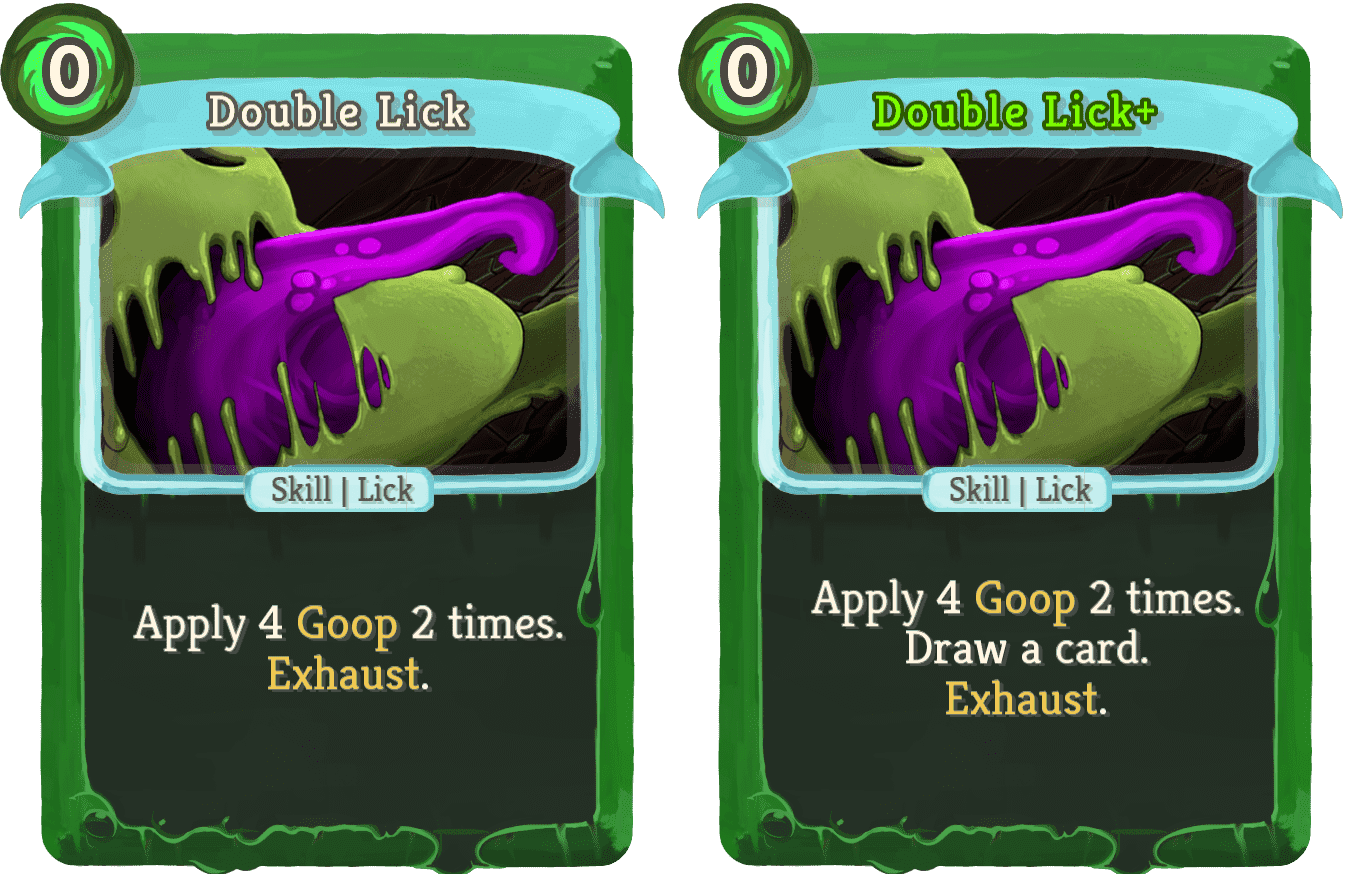 0
Double Lick
Skill | Lick
Apply 4 Goop 2 times.
Exhaust.
0
Double Lick+
Skill | Lick
Apply 4 Goop 2 times.
Draw a card.
Exhaust.